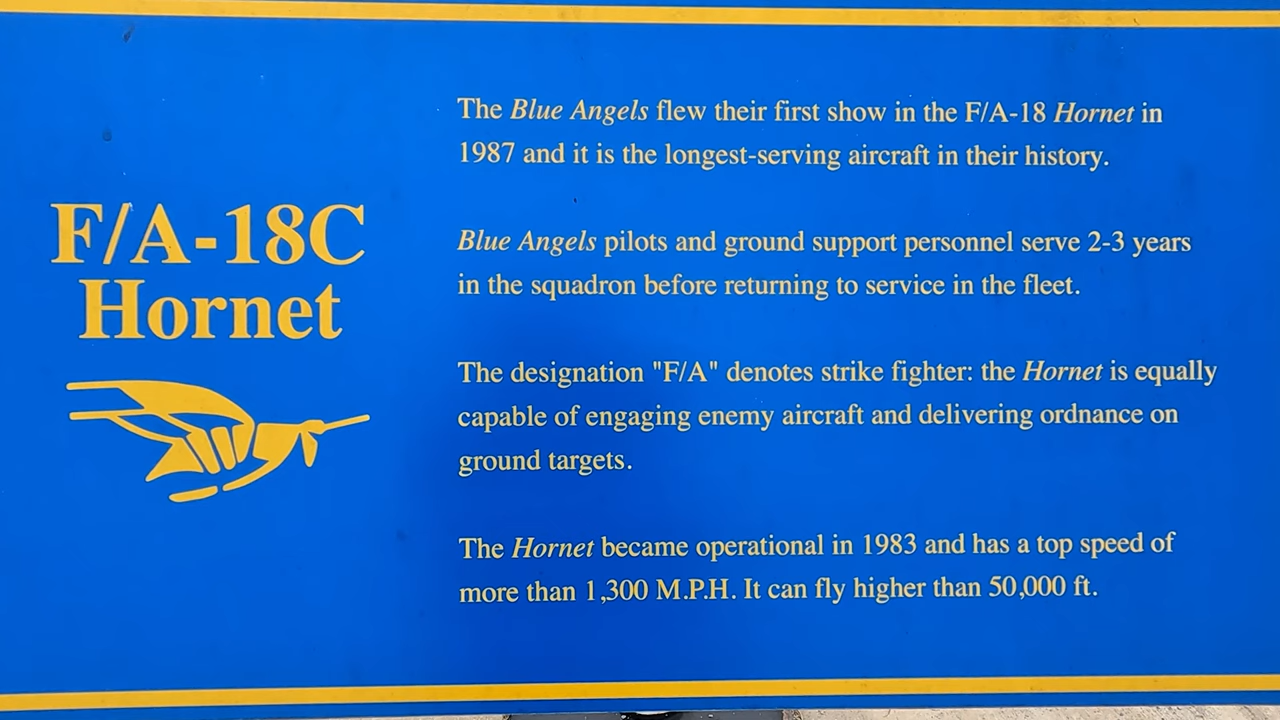 F/A-18C
Hornet
The Blue Angels flew their first show in the F/A-18 Hornet in
1987 and it is the longest-serving aircraft in their history.
Blue Angels pilots and ground support personnel serve 2-3 years
in the squadron before returning to service in the fleet.
The designation "F/A" denotes strike fighter: the Hornet is equally
capable of engaging enemy aircraft and delivering ordnance on
ground targets.
The Hornet became operational in 1983 and has a top speed of
more than 1,300 M.P.H. It can fly higher than 50,000 ft.